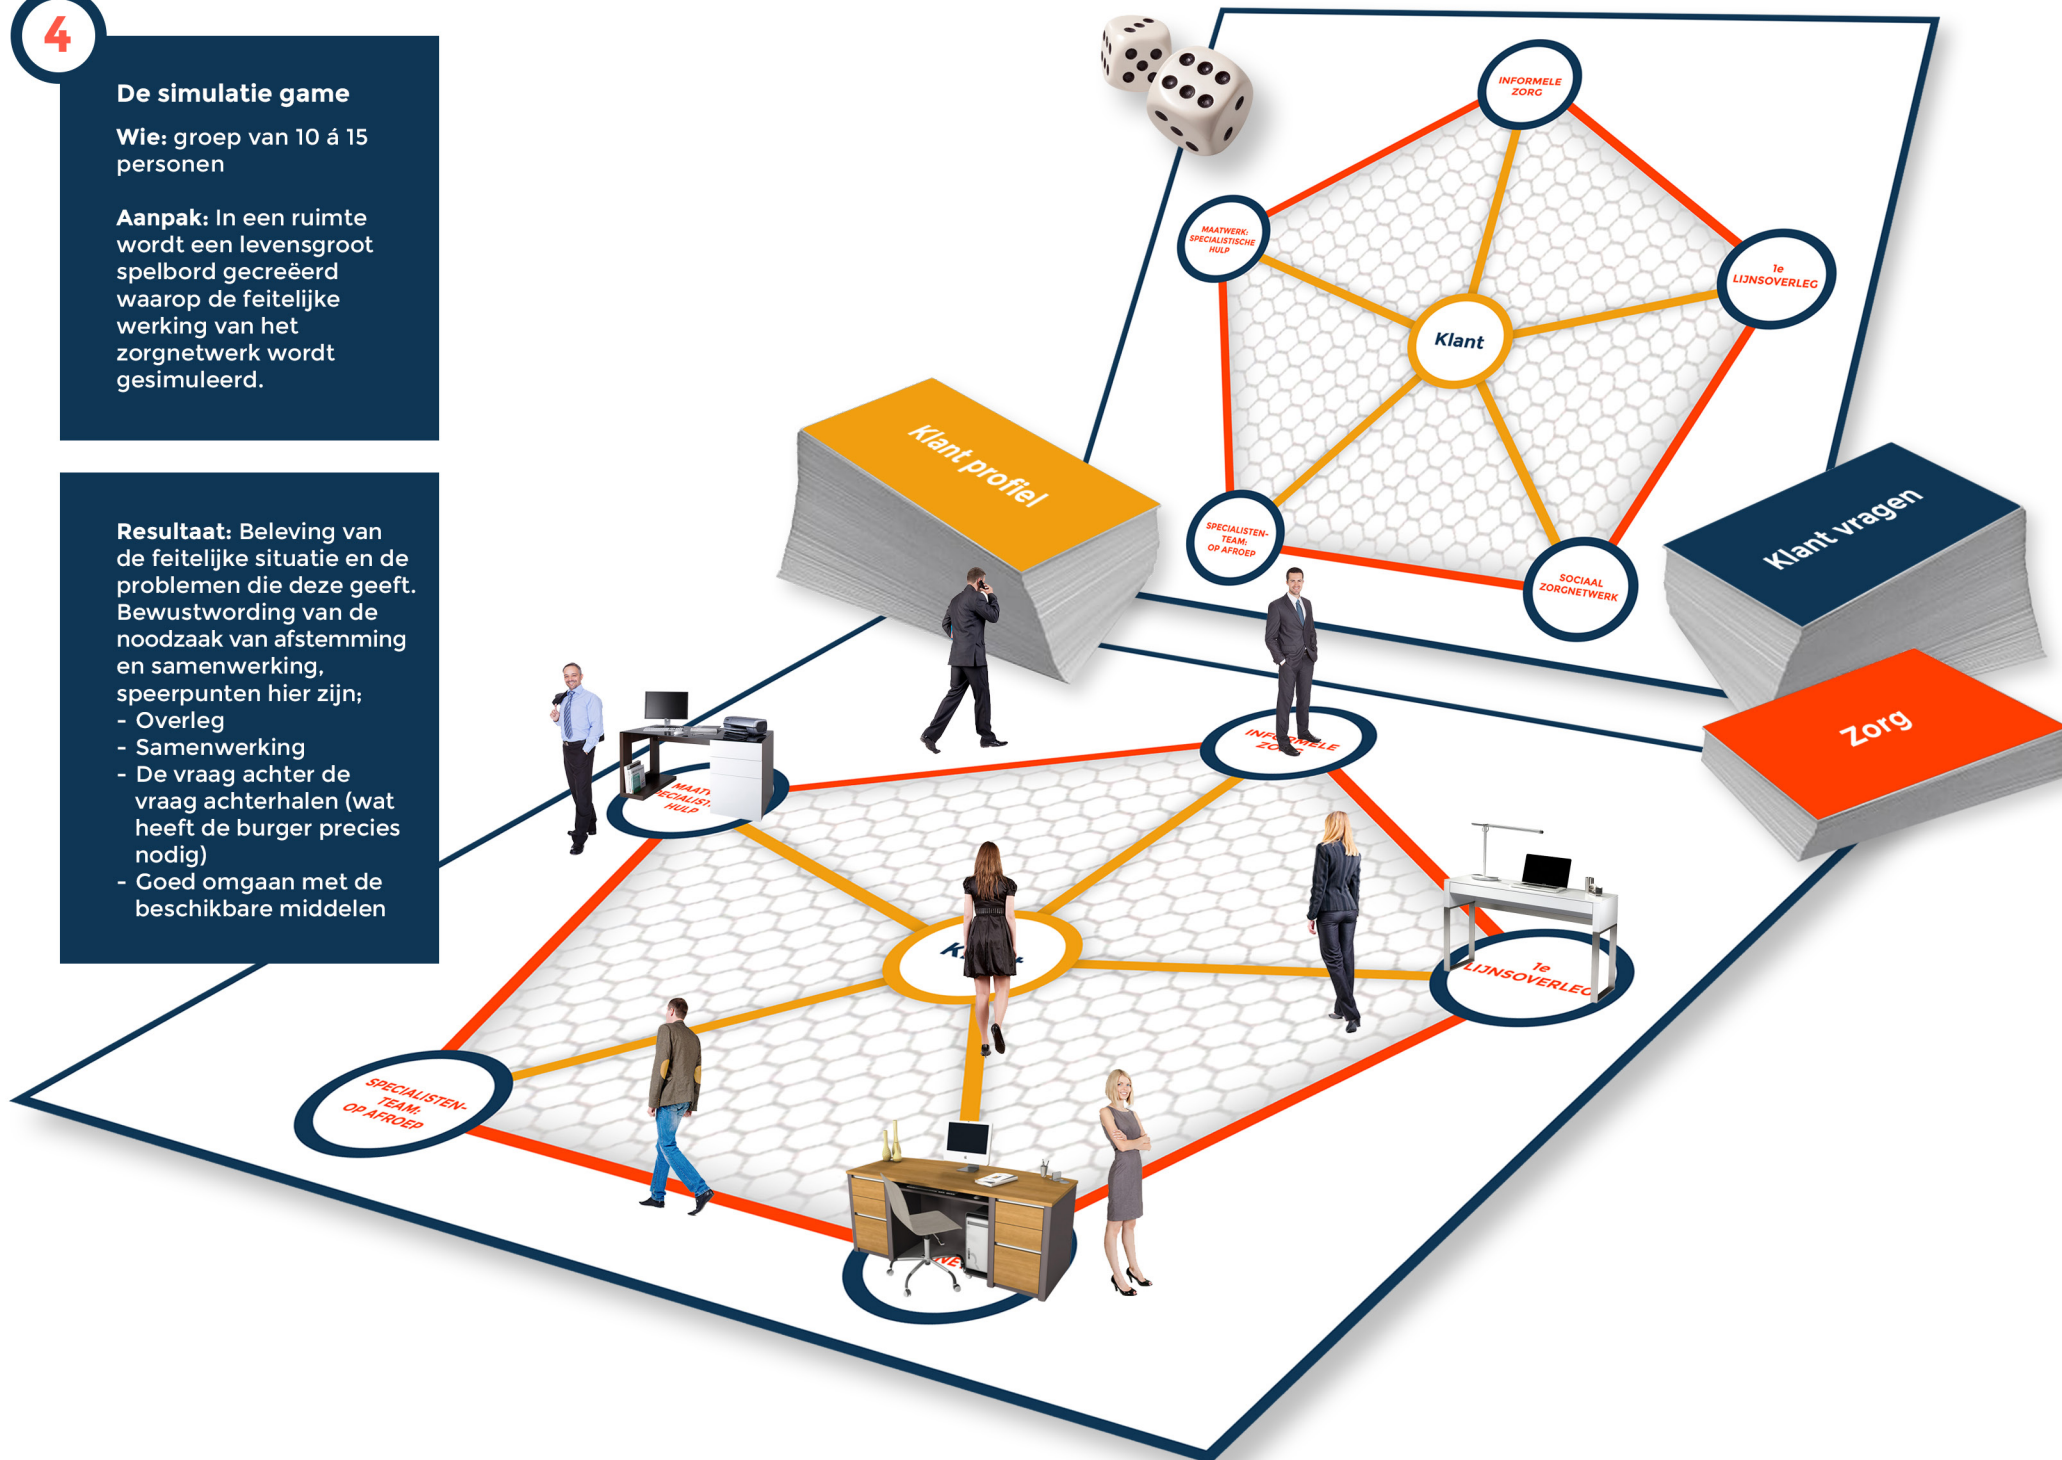 4
De simulatie game
Wie: groep van 10 á 15
personen
Aanpak: In een ruimte
wordt een levensgroot
spelbord gecreëerd
waarop de feitelijke
werking van het
zorgnetwerk wordt
gesimuleerd.
Resultaat: Beleving van
de feitelijke situatie en de
problemen die deze geeft.
Bewustwording van de
noodzaak van afstemming
en samenwerking,
speerpunten hier zijn;
- Overleg
- Samenwerking
- De vraag achter de
vraag achterhalen (wat
heeft de burger precies
nodig)
- Goed omgaan met de
beschikbare middelen
INFORMELE
ZORG
MAATWERK:
SPECIALISTISCHE
HULP
1e
LIJNSOVERLEG
Klant
SPECIALISTEN-
TEAM:
OP AFROEP
SOCIAAL
ZORGNETWERK
Klant profiel
Klant vragen
Zorg
INFORMELE
ZORG
HULP
1e
LIJNSOVERLEG
SPECIALISTEN-
TEAM:
OP AFROEP